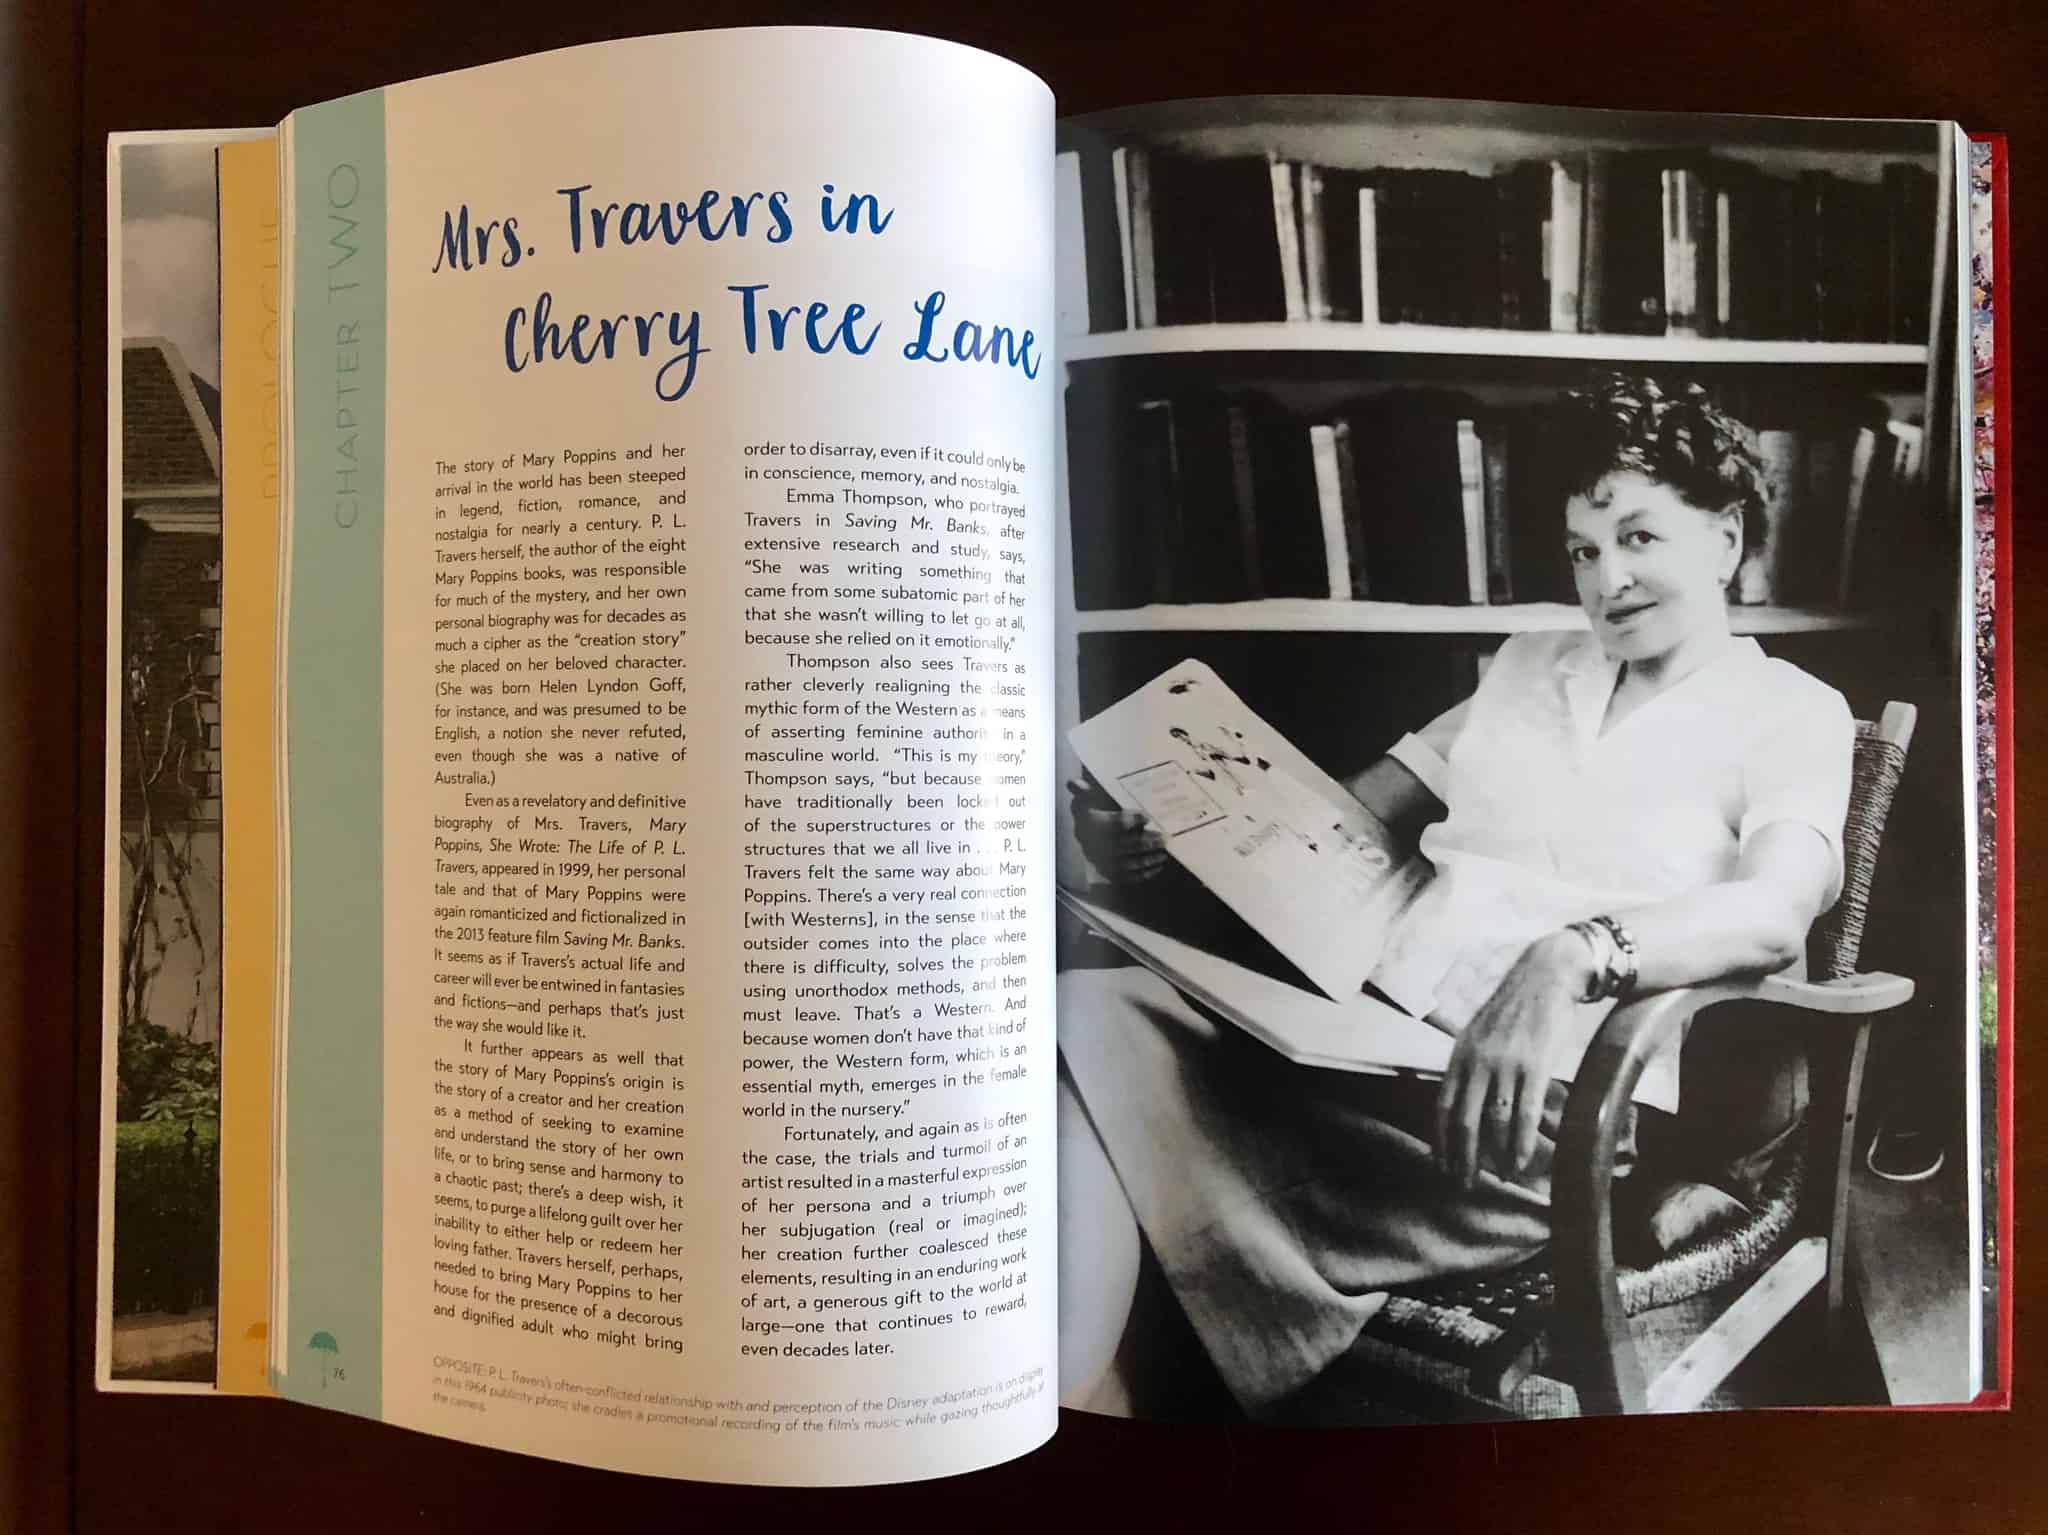 PROLOGUE
CHAPTER TWO
Mrs. Travers in
Cherry Tree Lane
The story of Mary Poppins and her
arrival in the world has been steeped
in legend, fiction, romance, and
nostalgia for nearly a century. P. L.
Travers herself, the author of the eight
Mary Poppins books, was responsible
for much of the mystery, and her own
personal biography was for decades as
much a cipher as the “creation story”
she placed on her beloved character.
(She was born Helen Lyndon Goff,
for instance, and was presumed to be
English, a notion she never refuted,
even though she was a native of
Australia.)
Even as a revelatory and definitive
biography of Mrs. Travers, Mary
Poppins, She Wrote: The Life of P. L.
Travers, appeared in 1999, her personal
tale and that of Mary Poppins were
again romanticized and fictionalized in
the 2013 feature film Saving Mr. Banks.
It seems as if Travers’s actual life and
career will ever be entwined in fantasies
and fictions—and perhaps that’s just
the way she would like it.
It further appears as well that
the story of Mary Poppins’s origin is
the story of a creator and her creation
as a method of seeking to examine
and understand the story of her own
life, or to bring sense and harmony to
a chaotic past; there’s a deep wish, it
seems, to purge a lifelong guilt over her
inability to either help or redeem her
loving father. Travers herself, perhaps,
needed to bring Mary Poppins to her
house for the presence of a decorous
and dignified adult who might bring
order to disarray, even if it could only be
in conscience, memory, and nostalgia.
Emma Thompson, who portrayed
Travers in Saving Mr. Banks, after
extensive research and study, says,
“She was writing something that
came from some subatomic part of her
that she wasn’t willing to let go at all,
because she relied on it emotionally.”
Thompson also sees Travers as
rather cleverly realigning the classic
mythic form of the Western as a means
of asserting feminine authority in a
masculine world. “This is my theory,”
Thompson says, “but because women
have traditionally been locked out
of the superstructures or the power
structures that we all live in . . . P. L.
Travers felt the same way about Mary
Poppins. There’s a very real connection
[with Westerns], in the sense that the
outsider comes into the place where
there is difficulty, solves the problem
using unorthodox methods, and then
must leave. That’s a Western. And
because women don’t have that kind of
power, the Western form, which is an
essential myth, emerges in the female
world in the nursery.”
Fortunately, and again as is often
the case, the trials and turmoil of an
artist resulted in a masterful expression
of her persona and a triumph over
her subjugation (real or imagined);
her creation further coalesced these
elements, resulting in an enduring work
of art, a generous gift to the world at
large—one that continues to reward,
even decades later.
OPPOSITE: P. L. Travers’s often-conflicted relationship with and perception of the Disney adaptation is on display
in this 1964 publicity photo; she cradles a promotional recording of the film’s music while gazing thoughtfully at
the camera.
76